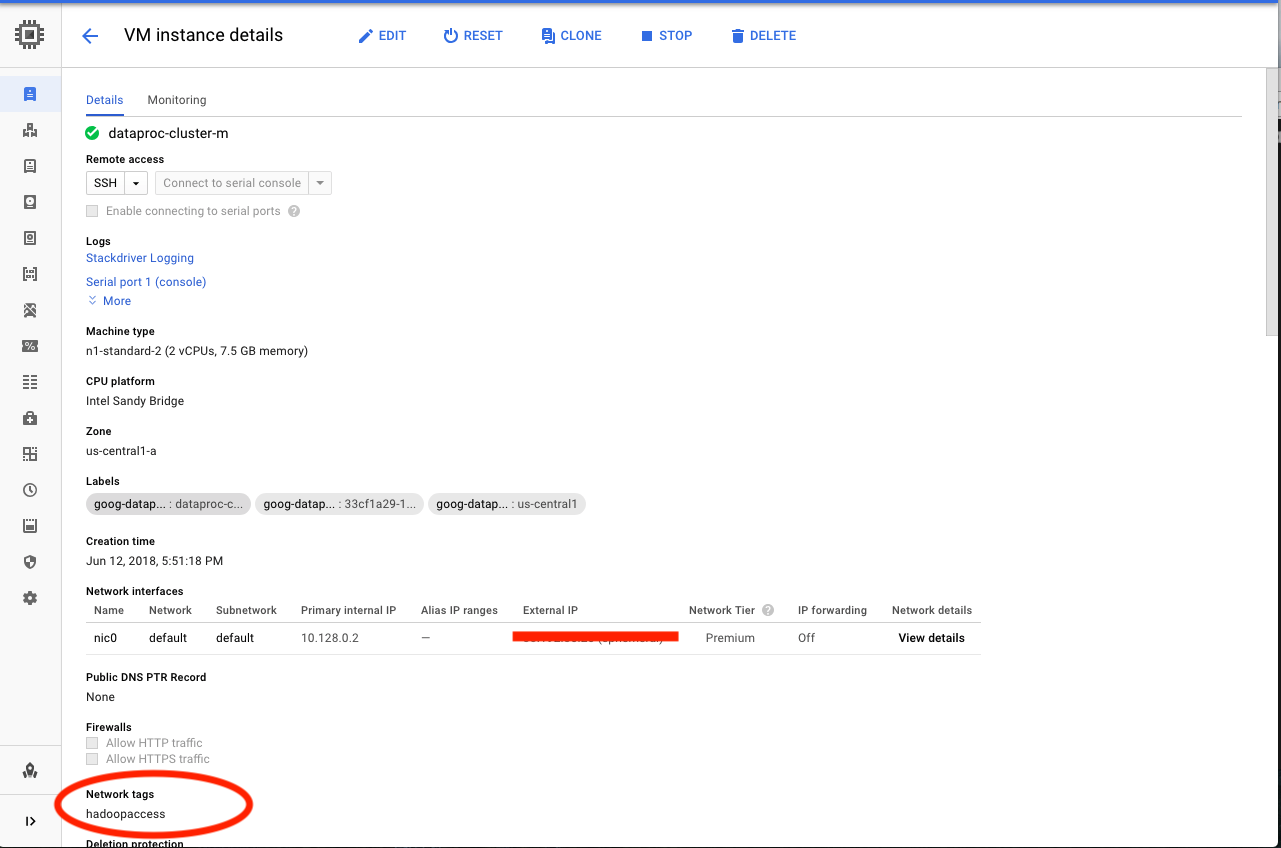 VM instance details EDIT RESET CLONE STOP DELETE
Details Monitoring
dataproc-cluster-m
Remote access
SSH Connect to serial console
Enable connecting to serial ports ?
Logs
Stackdriver Logging
Serial port 1 (console)
More
Machine type
n1-standard-2 (2 vCPUs, 7.5 GB memory)
CPU platform
Intel Sandy Bridge
Zone
us-central1-a
Labels
goog-datap... : dataproc-c... goog-datap... : 33cf1a29-1... goog-datap... : us-central1
Creation time
Jun 12, 2018, 5:51:18 PM
Network interfaces
Name Network Subnetwork Primary internal IP Alias IP ranges External IP Network Tier ? IP forwarding Network details
nic0 default default 10.128.0.2 — Premium Off View details
Public DNS PTR Record
None
Firewalls
Allow HTTP traffic
Allow HTTPS traffic
Network tags
hadoopaccess
Deletion protection